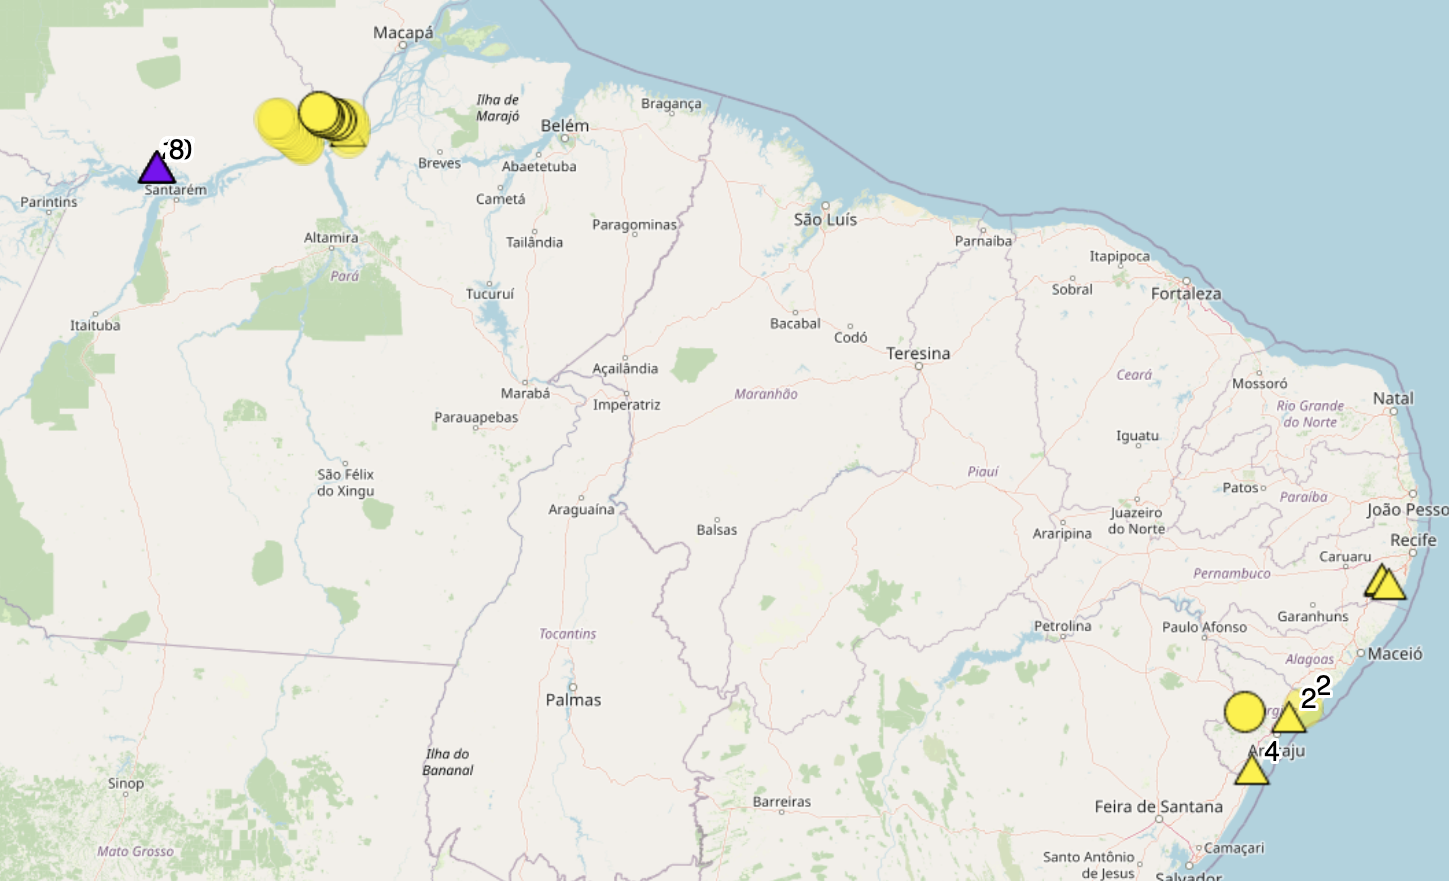 Macapá
Ilha de
Marajó
Bragança
Belém
8)
Breves
Abaetetuba
Santarém
Parintins
Cametá
São Luís
Paragominas
Altamira
Tailândia
Parnaíba
Itapipoca
Pará
Sobral
Fortaleza
Tucuruí
Itaituba
Bacabal
Codó
Teresina
Açailândia
Ceará
Mossoró
Marabá
Maranhão
Natal
Imperatriz
Rio Grande
do Norte
Parauapebas
Iguatu
São Félix
do Xingu
Piauí
Patos
Paraíba
Araguaína
Juazeiro
do Norte
João Pesso
Balsas
Araripina
Recife
Caruaru
Pernambuco
Garanhuns
Petrolina
Paulo Afonso
Tocantins
Maceió
Alagoas
2
2
Palmas
4
Ilha do
Bananal
Sinop
Barreiras
Feira de Santana
Mato Grosso
Camaçari
Santo Antônio
de Jesus
Salvador